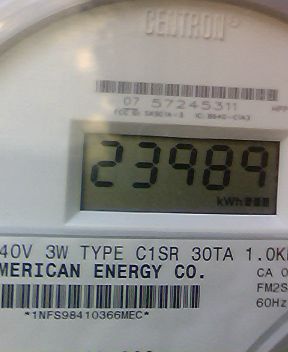 CENTRON®
07 57245311
23989
kWh
40V 3W TYPE C1SR 30TA 1.0K
MERICAN ENERGY CO.
CA 0
FM2S
60Hz
*1NFS98410366MEC*